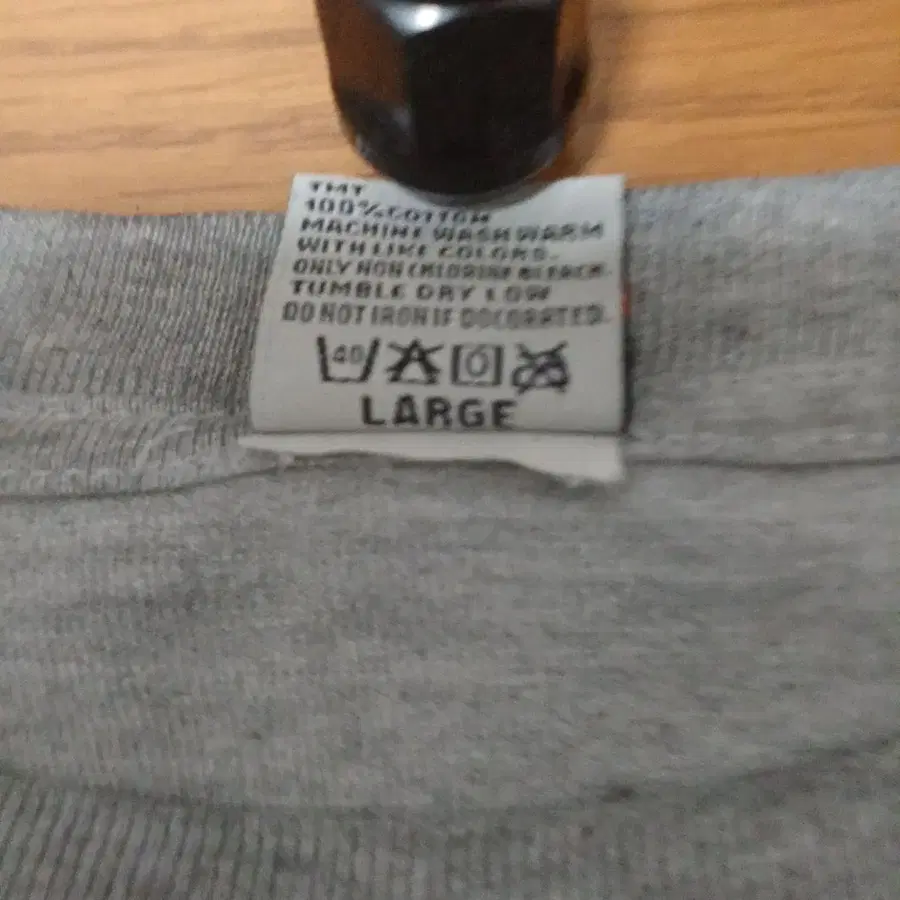 TMT
100% COTTON
MACHINE WASH WARM
WITH LIKE COLORS.
ONLY NON CHLORINE BLEACH.
TUMBLE DRY LOW
DO NOT IRON IF DOCORATED.
40
LARGE